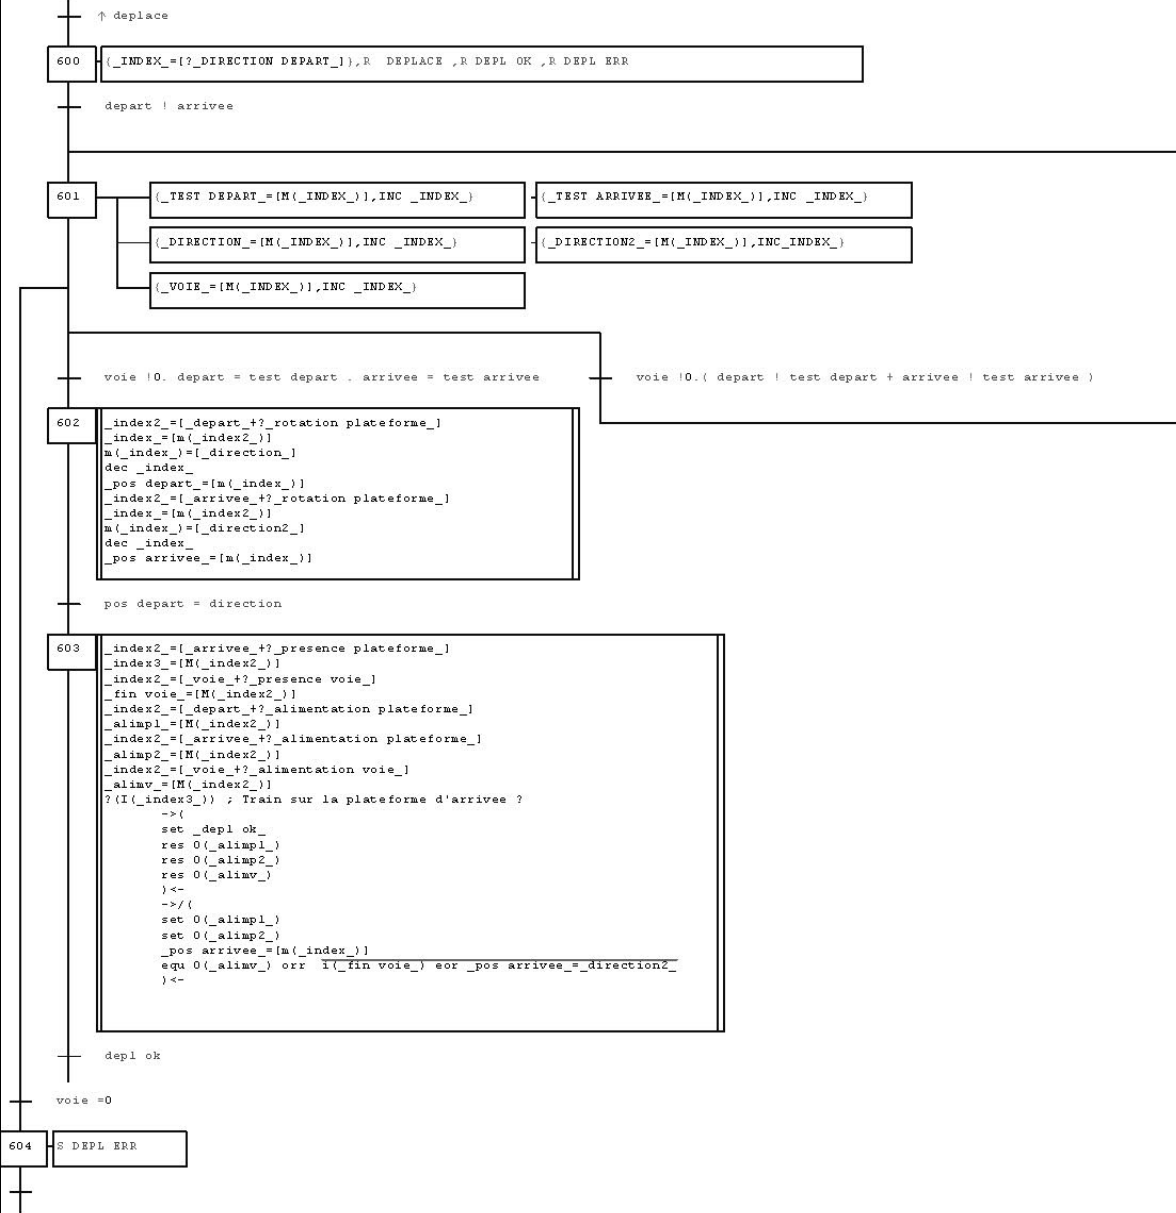 ↑ deplace
600 {_INDEX_=[?_DIRECTION DEPART_]},R  DEPLACE ,R DEPL OK ,R DEPL ERR
depart ! arrivee
601 {_TEST DEPART_=[M(_INDEX_)],INC _INDEX_} {_TEST ARRIVEE_=[M(_INDEX_)],INC _INDEX_}
{_DIRECTION_=[M(_INDEX_)],INC _INDEX_} {_DIRECTION2_=[M(_INDEX_)],INC_INDEX_}
{_VOIE_=[M(_INDEX_)],INC _INDEX_}
voie !0. depart = test depart . arrivee = test arrivee voie !0.( depart ! test depart + arrivee ! test arrivee )
602 _index2_=[_depart_+?_rotation plateforme_]
_index_=[m(_index2_)]
m(_index_)=[_direction_]
dec _index_
_pos depart_=[m(_index_)]
_index2_=[_arrivee_+?_rotation plateforme_]
_index_=[m(_index2_)]
m(_index_)=[_direction2_]
dec _index_
_pos arrivee_=[m(_index_)]
pos depart = direction
603 _index2_=[_arrivee_+?_presence plateforme_]
_index3_=[M(_index2_)]
_index2_=[_voie_+?_presence voie_]
_fin voie_=[M(_index2_)]
_index2_=[_depart_+?_alimentation plateforme_]
_alimp1_=[M(_index2_)]
_index2_=[_arrivee_+?_alimentation plateforme_]
_alimp2_=[M(_index2_)]
_index2_=[_voie_+?_alimentation voie_]
_alimv_=[M(_index2_)]
?(I(_index3_)) ; Train sur la plateforme d'arrivee ?
->(
set _depl ok_
res O(_alimp1_)
res O(_alimp2_)
res O(_alimv_)
)<-
->/(
set O(_alimp1_)
set O(_alimp2_)
_pos arrivee_=[m(_index_)]
equ O(_alimv_) orr  i(_fin voie_) eor _pos arrivee_=_direction2_
)<-
depl ok
voie =0
604 S DEPL ERR